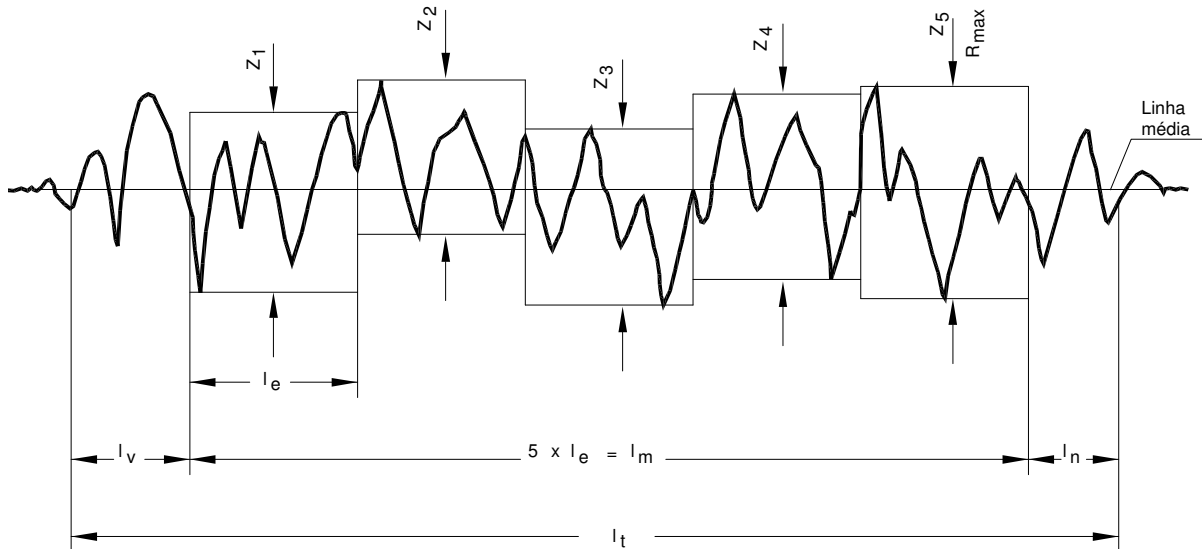 Z1
Z2
Z3
Z4
Z5
Rmax
Linha
média
le
lv
5 x le = lm
ln
lt